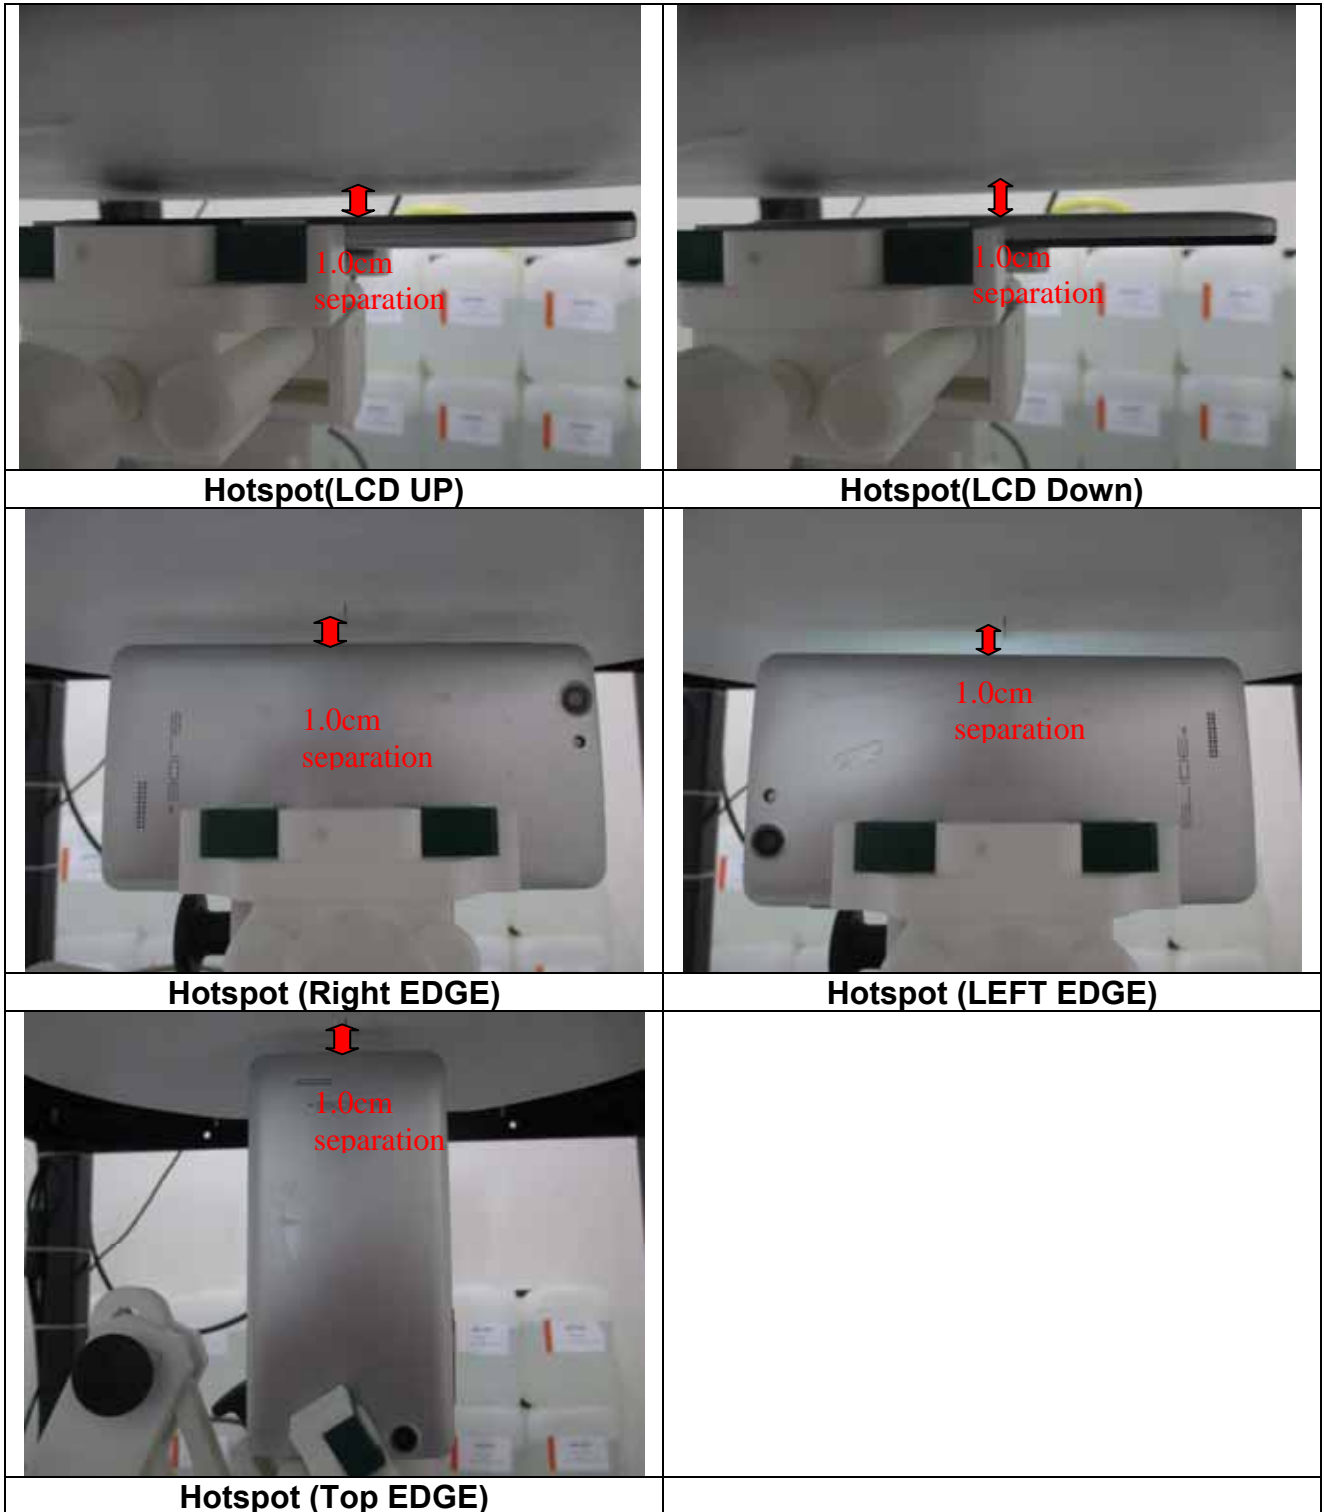 1.0cm
separation
1.0cm
separation
Hotspot(LCD UP)
Hotspot(LCD Down)
1.0cm
separation
1.0cm
separation
Hotspot (Right EDGE)
Hotspot (LEFT EDGE)
1.0cm
separation
Hotspot (Top EDGE)